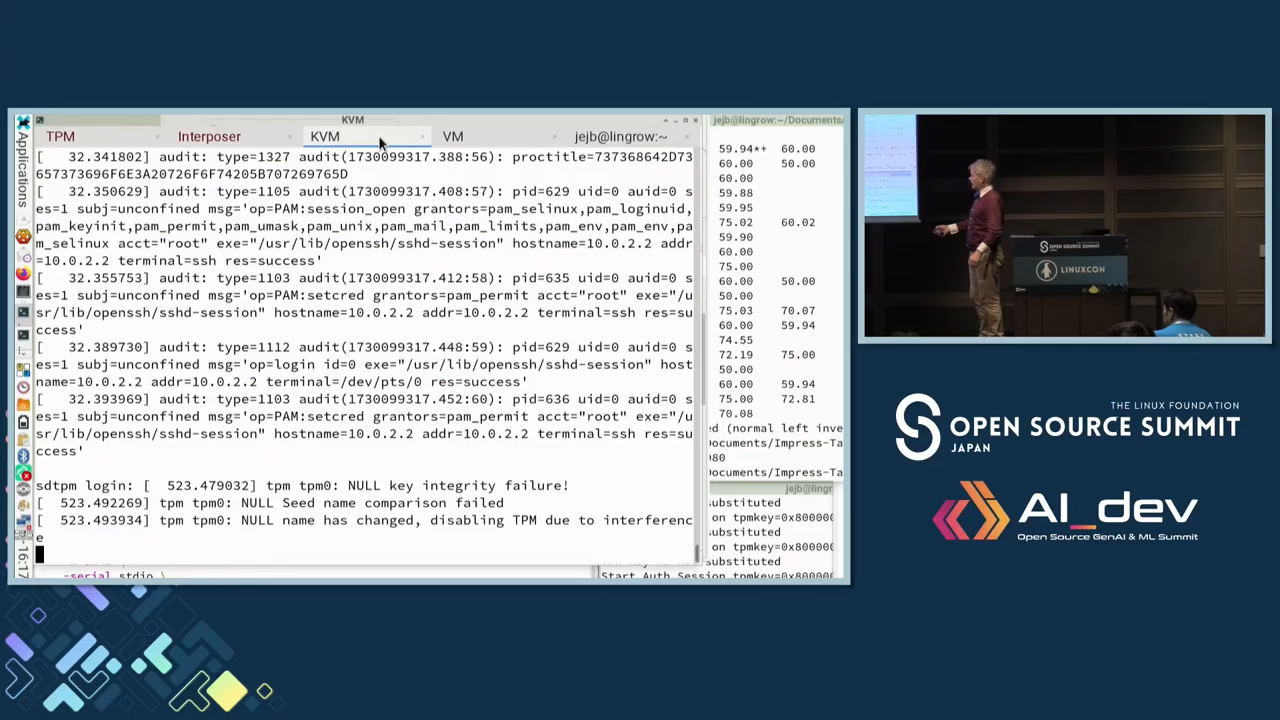 KVM
TPM
Interposer
KVM
VM
jejb@lingrow:~
Applications
[   32.341802] audit: type=1327 audit(1730099317.388:56): proctitle=737368642D73
[   32.350629] audit: type=1105 audit(1730099317.408:57): pid=629 uid=0 auid=0 s
es=1 subj=unconfined msg='op=PAM:session_open grantors=pam_selinux,pam_loginuid,
pam_keyinit,pam_permit,pam_umask,pam_unix,pam_mail,pam_limits,pam_env,pam_env,pa
m_selinux acct="root" exe="/usr/lib/openssh/sshd-session" hostname=10.0.2.2 addr
=10.0.2.2 terminal=ssh res=success'
[   32.355753] audit: type=1103 audit(1730099317.412:58): pid=635 uid=0 auid=0 s
es=1 subj=unconfined msg='op=PAM:setcred grantors=pam_permit acct="root" exe="/u
sr/lib/openssh/sshd-session" hostname=10.0.2.2 addr=10.0.2.2 terminal=ssh res=su
ccess'
[   32.389730] audit: type=1112 audit(1730099317.448:59): pid=629 uid=0 auid=0 s
es=1 subj=unconfined msg='op=login id=0 exe="/usr/lib/openssh/sshd-session" host
name=10.0.2.2 addr=10.0.2.2 terminal=/dev/pts/0 res=success'
[   32.393969] audit: type=1103 audit(1730099317.452:60): pid=636 uid=0 auid=0 s
es=1 subj=unconfined msg='op=PAM:setcred grantors=pam_permit acct="root" exe="/u
sr/lib/openssh/sshd-session" hostname=10.0.2.2 addr=10.0.2.2 terminal=ssh res=su
ccess'
sdtpm login: [  523.479032] tpm tpm0: NULL key integrity failure!
[  523.492269] tpm tpm0: NULL Seed name comparison failed
[  523.493934] tpm tpm0: NULL name has changed, disabling TPM due to interferenc
e
-serial stdio \
16:17
jejb@lingrow:~/Documents/
59.94*+ 60.00
60.00 50.00
60.00
59.88
59.95
75.02 60.02
59.90
60.00
75.00
60.00 50.00
50.00
75.03 70.07
60.00 59.94
74.55
72.19 75.00
50.00
60.00 59.94
75.00 72.81
70.08
ed (normal left inve
Documents/Impress-Ta
080
Documents/Impress-Ta
jejb@lingr
substituted
on tpmkey=0x800000
substituted
on tpmkey=0x800000
substituted
Start Auth Session tpmkey=0x800000
OPEN SOURCE SUMMIT
LINUXCON
THE LINUX FOUNDATION
OPEN SOURCE SUMMIT
JAPAN
AI_dev
Open Source GenAI & ML Summit